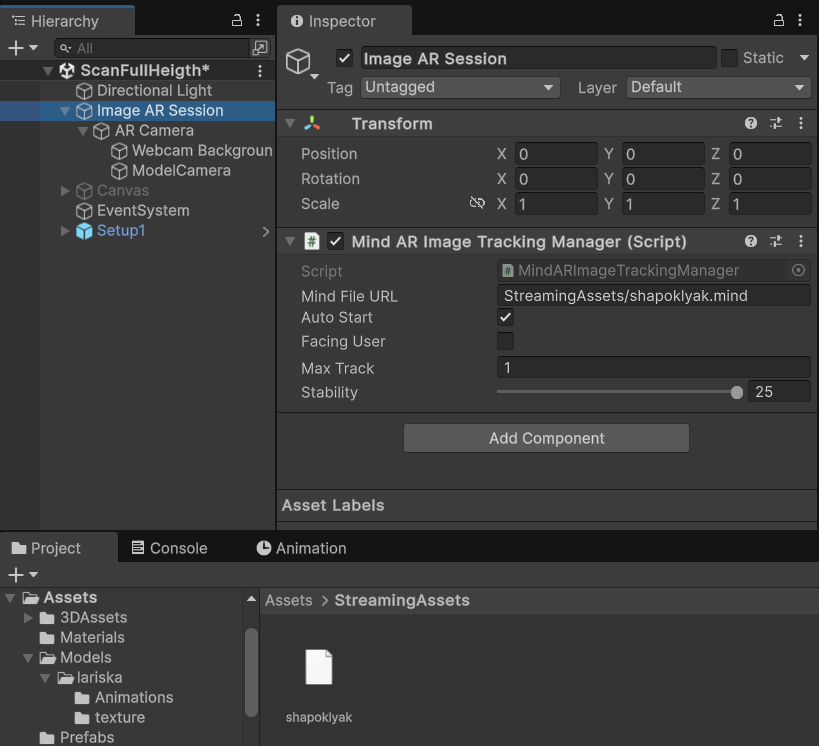 Hierarchy
All
ScanFullHeigth*
Directional Light
Image AR Session
AR Camera
Webcam Backgroun
ModelCamera
Canvas
EventSystem
Setup1
Inspector
Image AR Session
Static
Tag Untagged Layer Default
Transform
Position X 0 Y 0 Z 0
Rotation X 0 Y 0 Z 0
Scale X 1 Y 1 Z 1
# Mind AR Image Tracking Manager (Script)
Script # MindARImageTrackingManager
Mind File URL StreamingAssets/shapoklyak.mind
Auto Start
Facing User
Max Track 1
Stability 25
Add Component
Asset Labels
Project Console Animation
Assets
3DAssets
Materials
Models
lariska
Animations
texture
Prefabs
Assets > StreamingAssets
shapoklyak